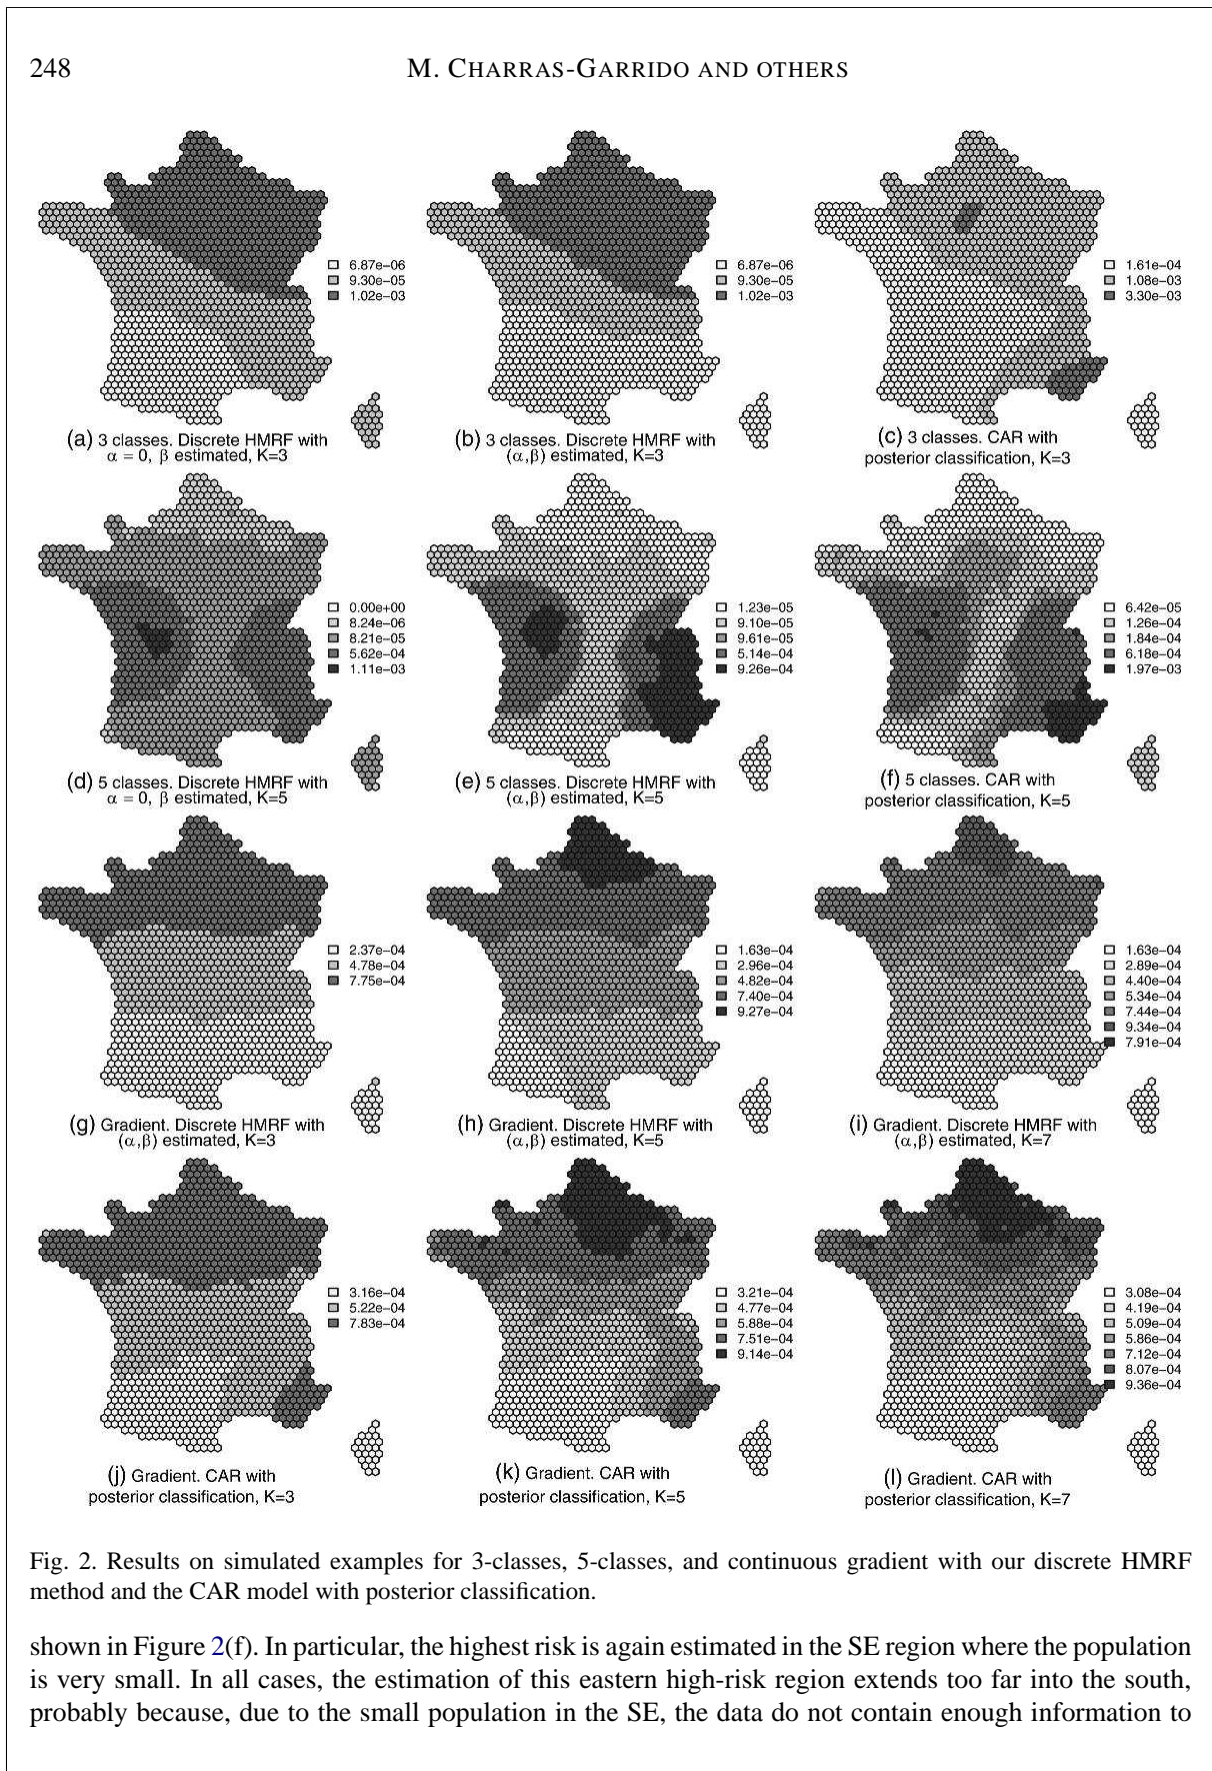 248
M. CHARRAS-GARRIDO AND OTHERS
6.87e−06
9.30e−05
1.02e−03
6.87e−06
9.30e−05
1.02e−03
1.61e−04
1.08e−03
3.30e−03
(a) 3 classes. Discrete HMRF with
α = 0, β estimated, K=3
(b) 3 classes. Discrete HMRF with
(α,β) estimated, K=3
(c) 3 classes. CAR with
posterior classification, K=3
0.00e+00
8.24e−06
8.21e−05
5.62e−04
1.11e−03
1.23e−05
9.10e−05
9.61e−05
5.14e−04
9.26e−04
6.42e−05
1.26e−04
1.84e−04
6.18e−04
1.97e−03
(d) 5 classes. Discrete HMRF with
α = 0, β estimated, K=5
(e) 5 classes. Discrete HMRF with
(α,β) estimated, K=5
(f) 5 classes. CAR with
posterior classification, K=5
2.37e−04
4.78e−04
7.75e−04
1.63e−04
2.96e−04
4.82e−04
7.40e−04
9.27e−04
1.63e−04
2.89e−04
4.40e−04
5.34e−04
7.44e−04
9.34e−04
7.91e−04
(g) Gradient. Discrete HMRF with
(α,β) estimated, K=3
(h) Gradient. Discrete HMRF with
(α,β) estimated, K=5
(i) Gradient. Discrete HMRF with
(α,β) estimated, K=7
3.16e−04
5.22e−04
7.83e−04
3.21e−04
4.77e−04
5.88e−04
7.51e−04
9.14e−04
3.08e−04
4.19e−04
5.09e−04
5.86e−04
7.12e−04
8.07e−04
9.36e−04
(j) Gradient. CAR with
posterior classification, K=3
(k) Gradient. CAR with
posterior classification, K=5
(l) Gradient. CAR with
posterior classification, K=7
Fig. 2. Results on simulated examples for 3-classes, 5-classes, and continuous gradient with our discrete HMRF
method and the CAR model with posterior classification.
shown in Figure 2(f). In particular, the highest risk is again estimated in the SE region where the population
is very small. In all cases, the estimation of this eastern high-risk region extends too far into the south,
probably because, due to the small population in the SE, the data do not contain enough information to